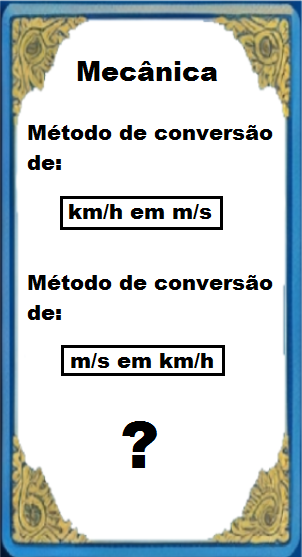 Mecânica
Método de conversão
de:
km/h em m/s
Método de conversão
de:
m/s em km/h
?